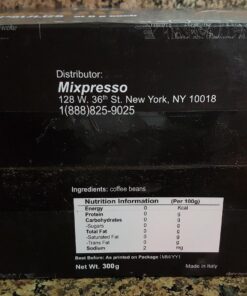 Distributor:
Mixpresso
128 W. 36th St. New York, NY 10018
1(888)825-9025
Ingredients: coffee beans
Nutrition Information (Per 100g)
Energy 0 Kcal
Protein 0 g
Carbohydrates 0 g
-Sugars 0 g
Total Fat 0 g
-Saturated Fat 0 g
-Trans Fat 0 g
Sodium 2 mg
Best Before: As printed on Package (MM/YY)
Net Wt. 300g Made in Italy